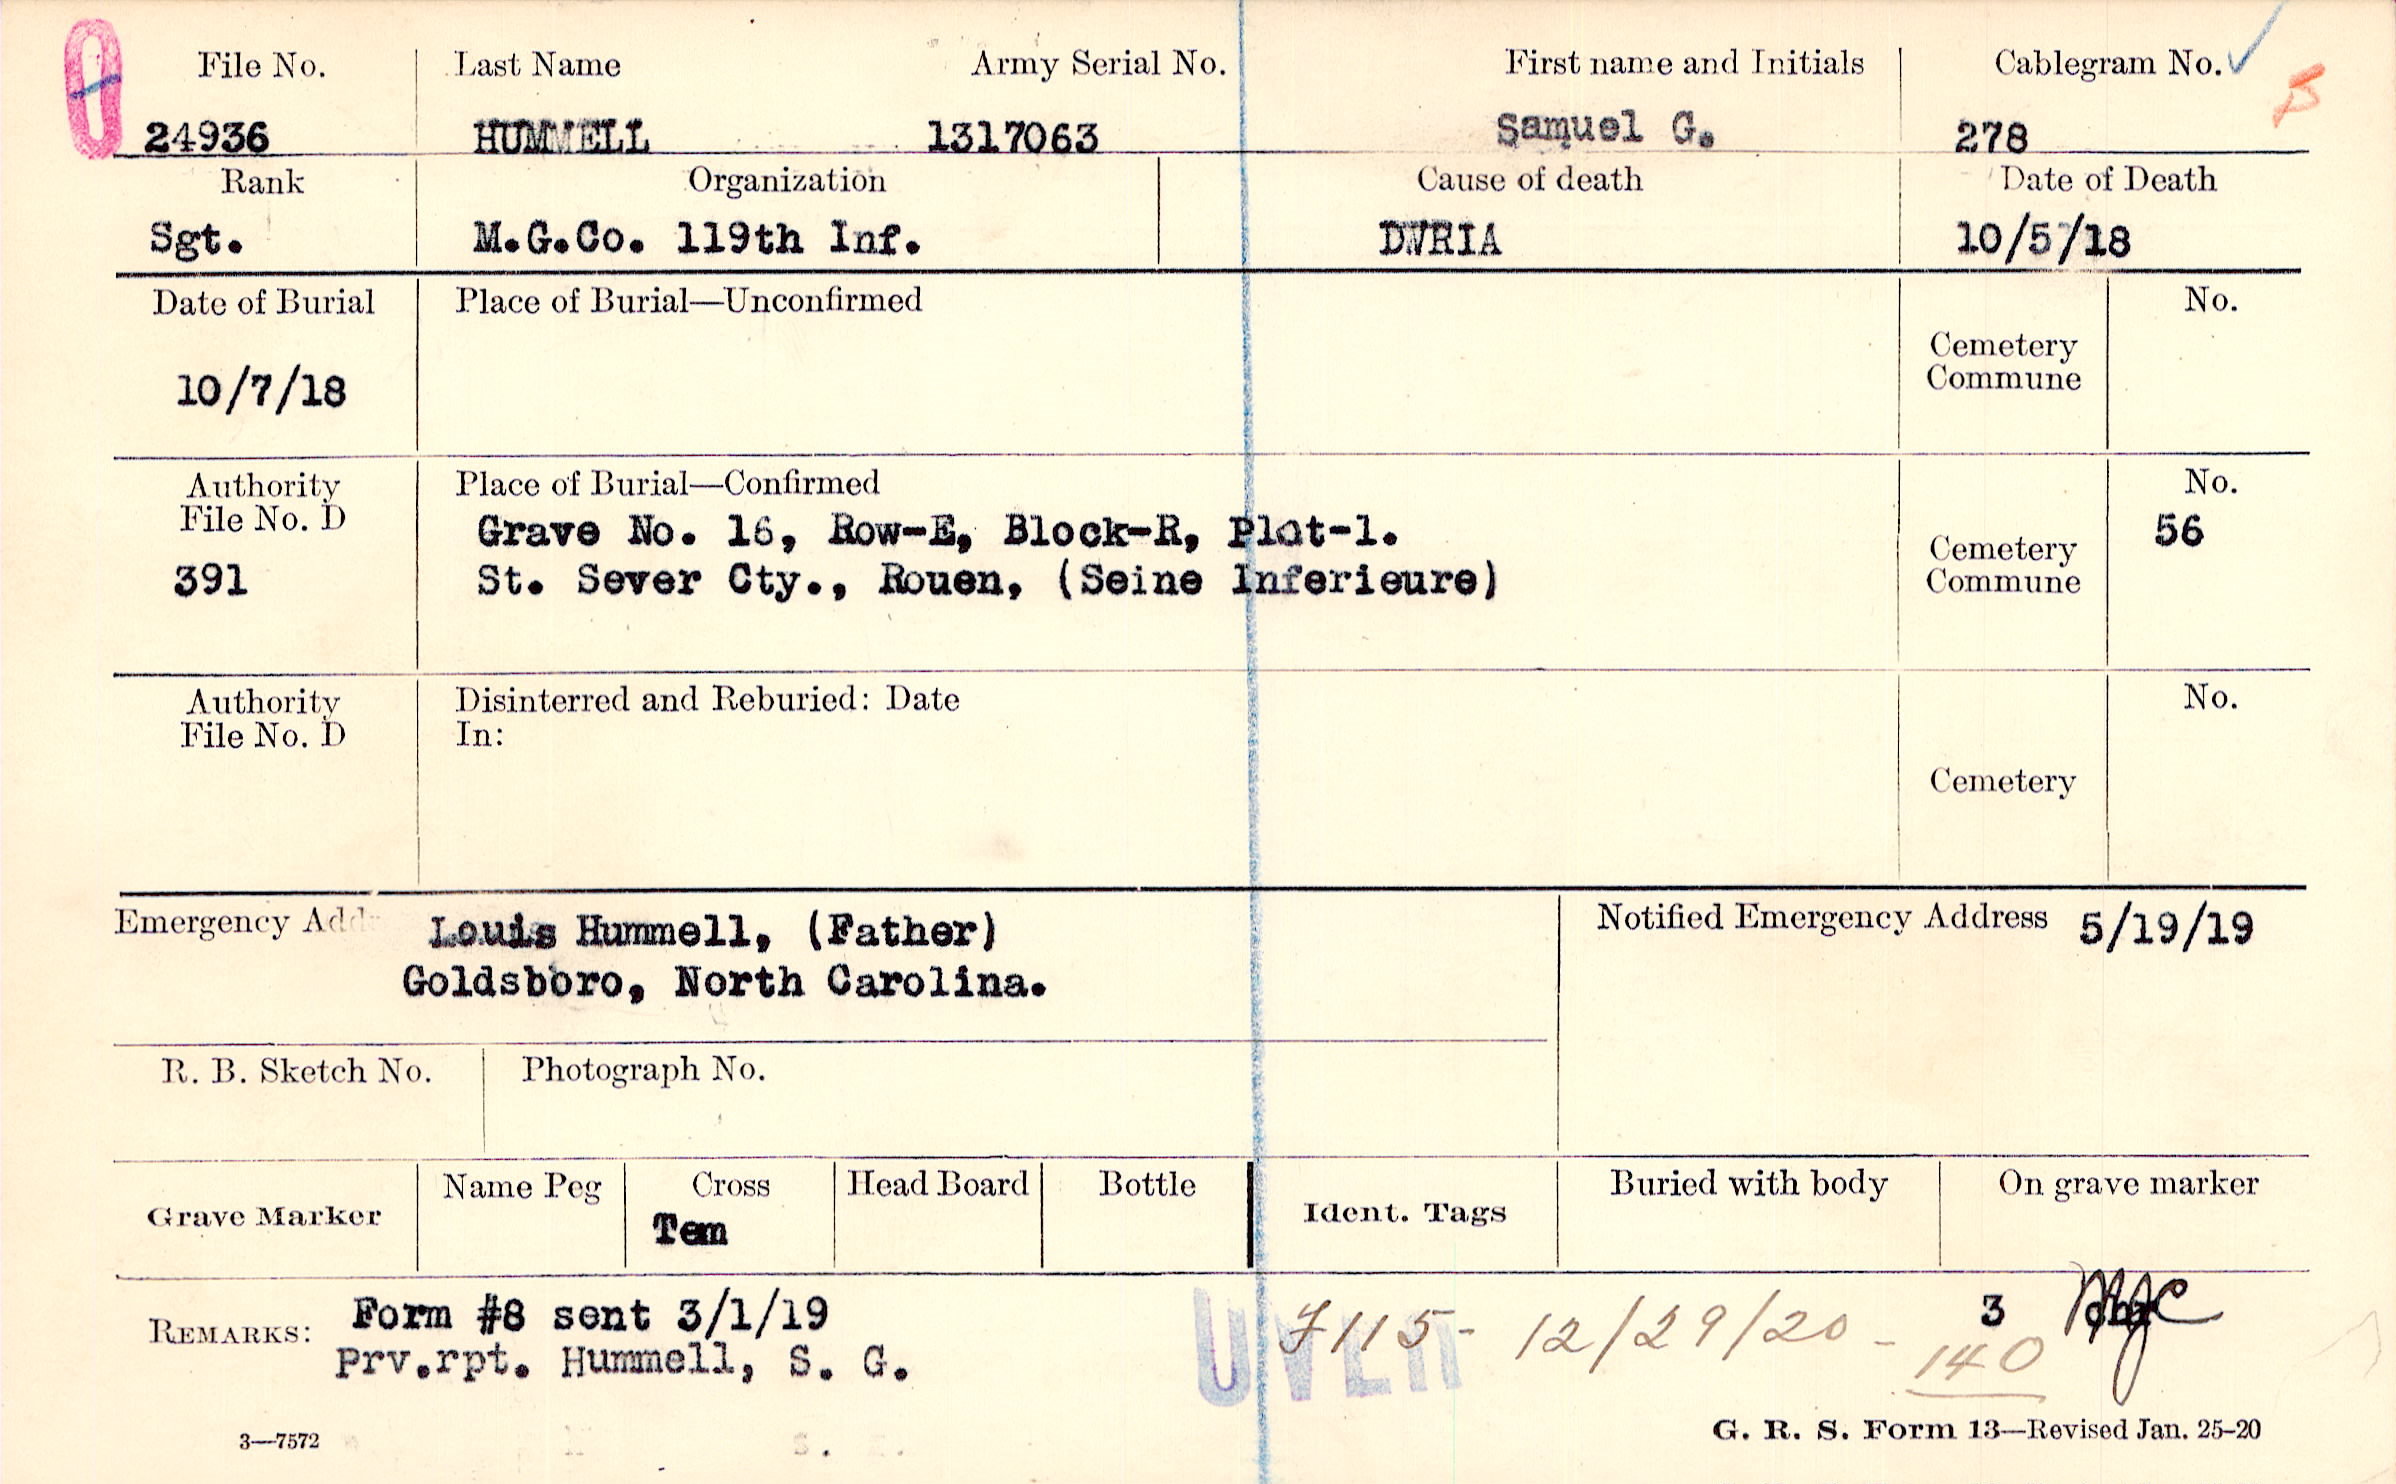 File No. Last Name Army Serial No. First name and Initials Cablegram No.
24936 HUMMELL 1317063 Samuel G. 278
Rank Organization Cause of death Date of Death
Sgt. M.G.Co. 119th Inf. DWRIA 10/5/18
Date of Burial Place of Burial—Unconfirmed No.
Cemetery
Commune
10/7/18
Authority Place of Burial—Confirmed No.
File No. D
Grave No. 16, Row-E, Block-R, Plot-1. 56
Cemetery
391 St. Sever Cty., Rouen, (Seine Inferieure) Commune
Authority Disinterred and Reburied: Date No.
File No. D In:
Cemetery
Emergency Add Louis Hummell, (Father) Notified Emergency Address 5/19/19
Goldsboro, North Carolina.
R. B. Sketch No. Photograph No.
Name Peg Cross Head Board Bottle Buried with body On grave marker
Grave Marker Tem Ident. Tags
REMARKS: Form #8 sent 3/1/19 3
7115 - 12/29/20 -
Prv.rpt. Hummell, S. G. 140
3—7572 G. R. S. Form 13—Revised Jan. 25-20